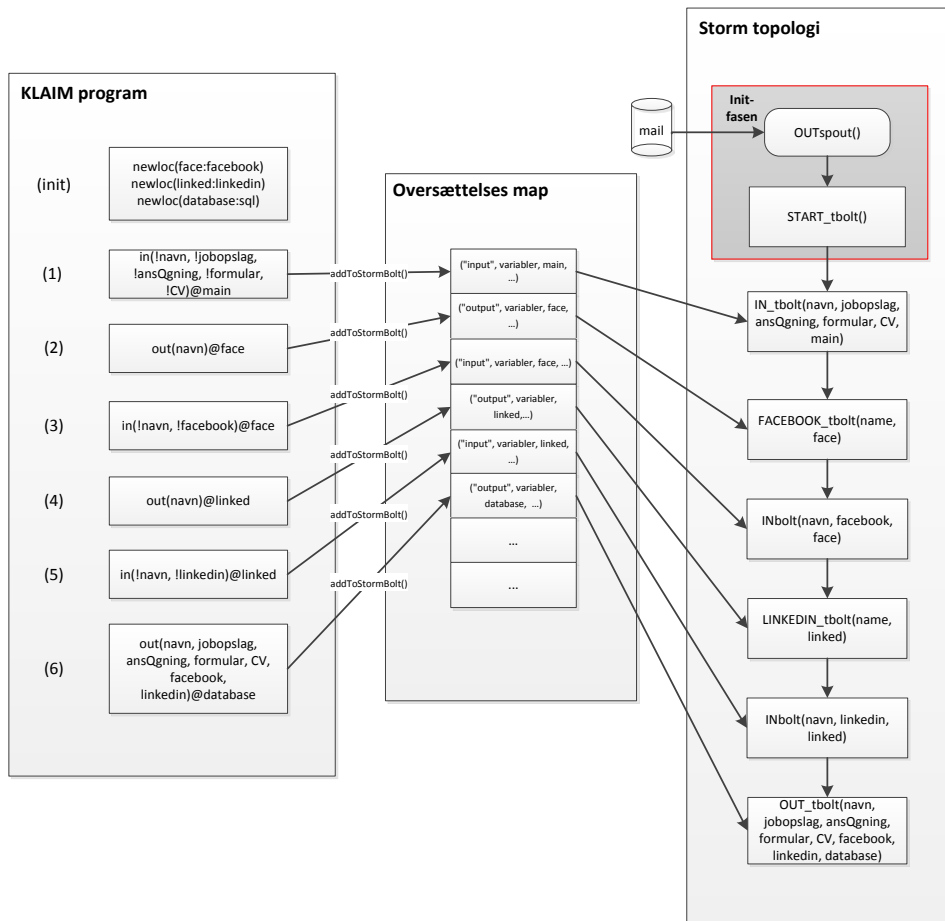 Storm topologi
KLAIM program
Init-
fasen
mail
OUTspout()
START_tbolt()
(init)
newloc(face:facebook)
newloc(linked:linkedin)
newloc(database:sql)
Oversættelses map
(1)
in(!navn, !jobopslag,
!ansQgning, !formular,
!CV)@main
addToStormBolt()
("input", variabler, main,
...)
IN_tbolt(navn, jobopslag,
ansQgning, formular, CV,
main)
(2)
out(navn)@face
addToStormBolt()
("output", variabler, face,
...)
(3)
in(!navn, !facebook)@face
addToStormBolt()
("input", variabler, face, ...)
FACEBOOK_tbolt(name,
face)
(4)
out(navn)@linked
addToStormBolt()
("output", variabler,
linked,...)
INbolt(navn, facebook,
face)
(5)
in(!navn, !linkedin)@linked
addToStormBolt()
("input", variabler, linked,
...)
LINKEDIN_tbolt(name,
linked)
(6)
out(navn, jobopslag,
ansQgning, formular, CV,
facebook,
linkedin)@database
addToStormBolt()
("output", variabler,
database, ...)
...
...
INbolt(navn, linkedin,
linked)
OUT_tbolt(navn,
jobopslag, ansQgning,
formular, CV, facebook,
linkedin, database)